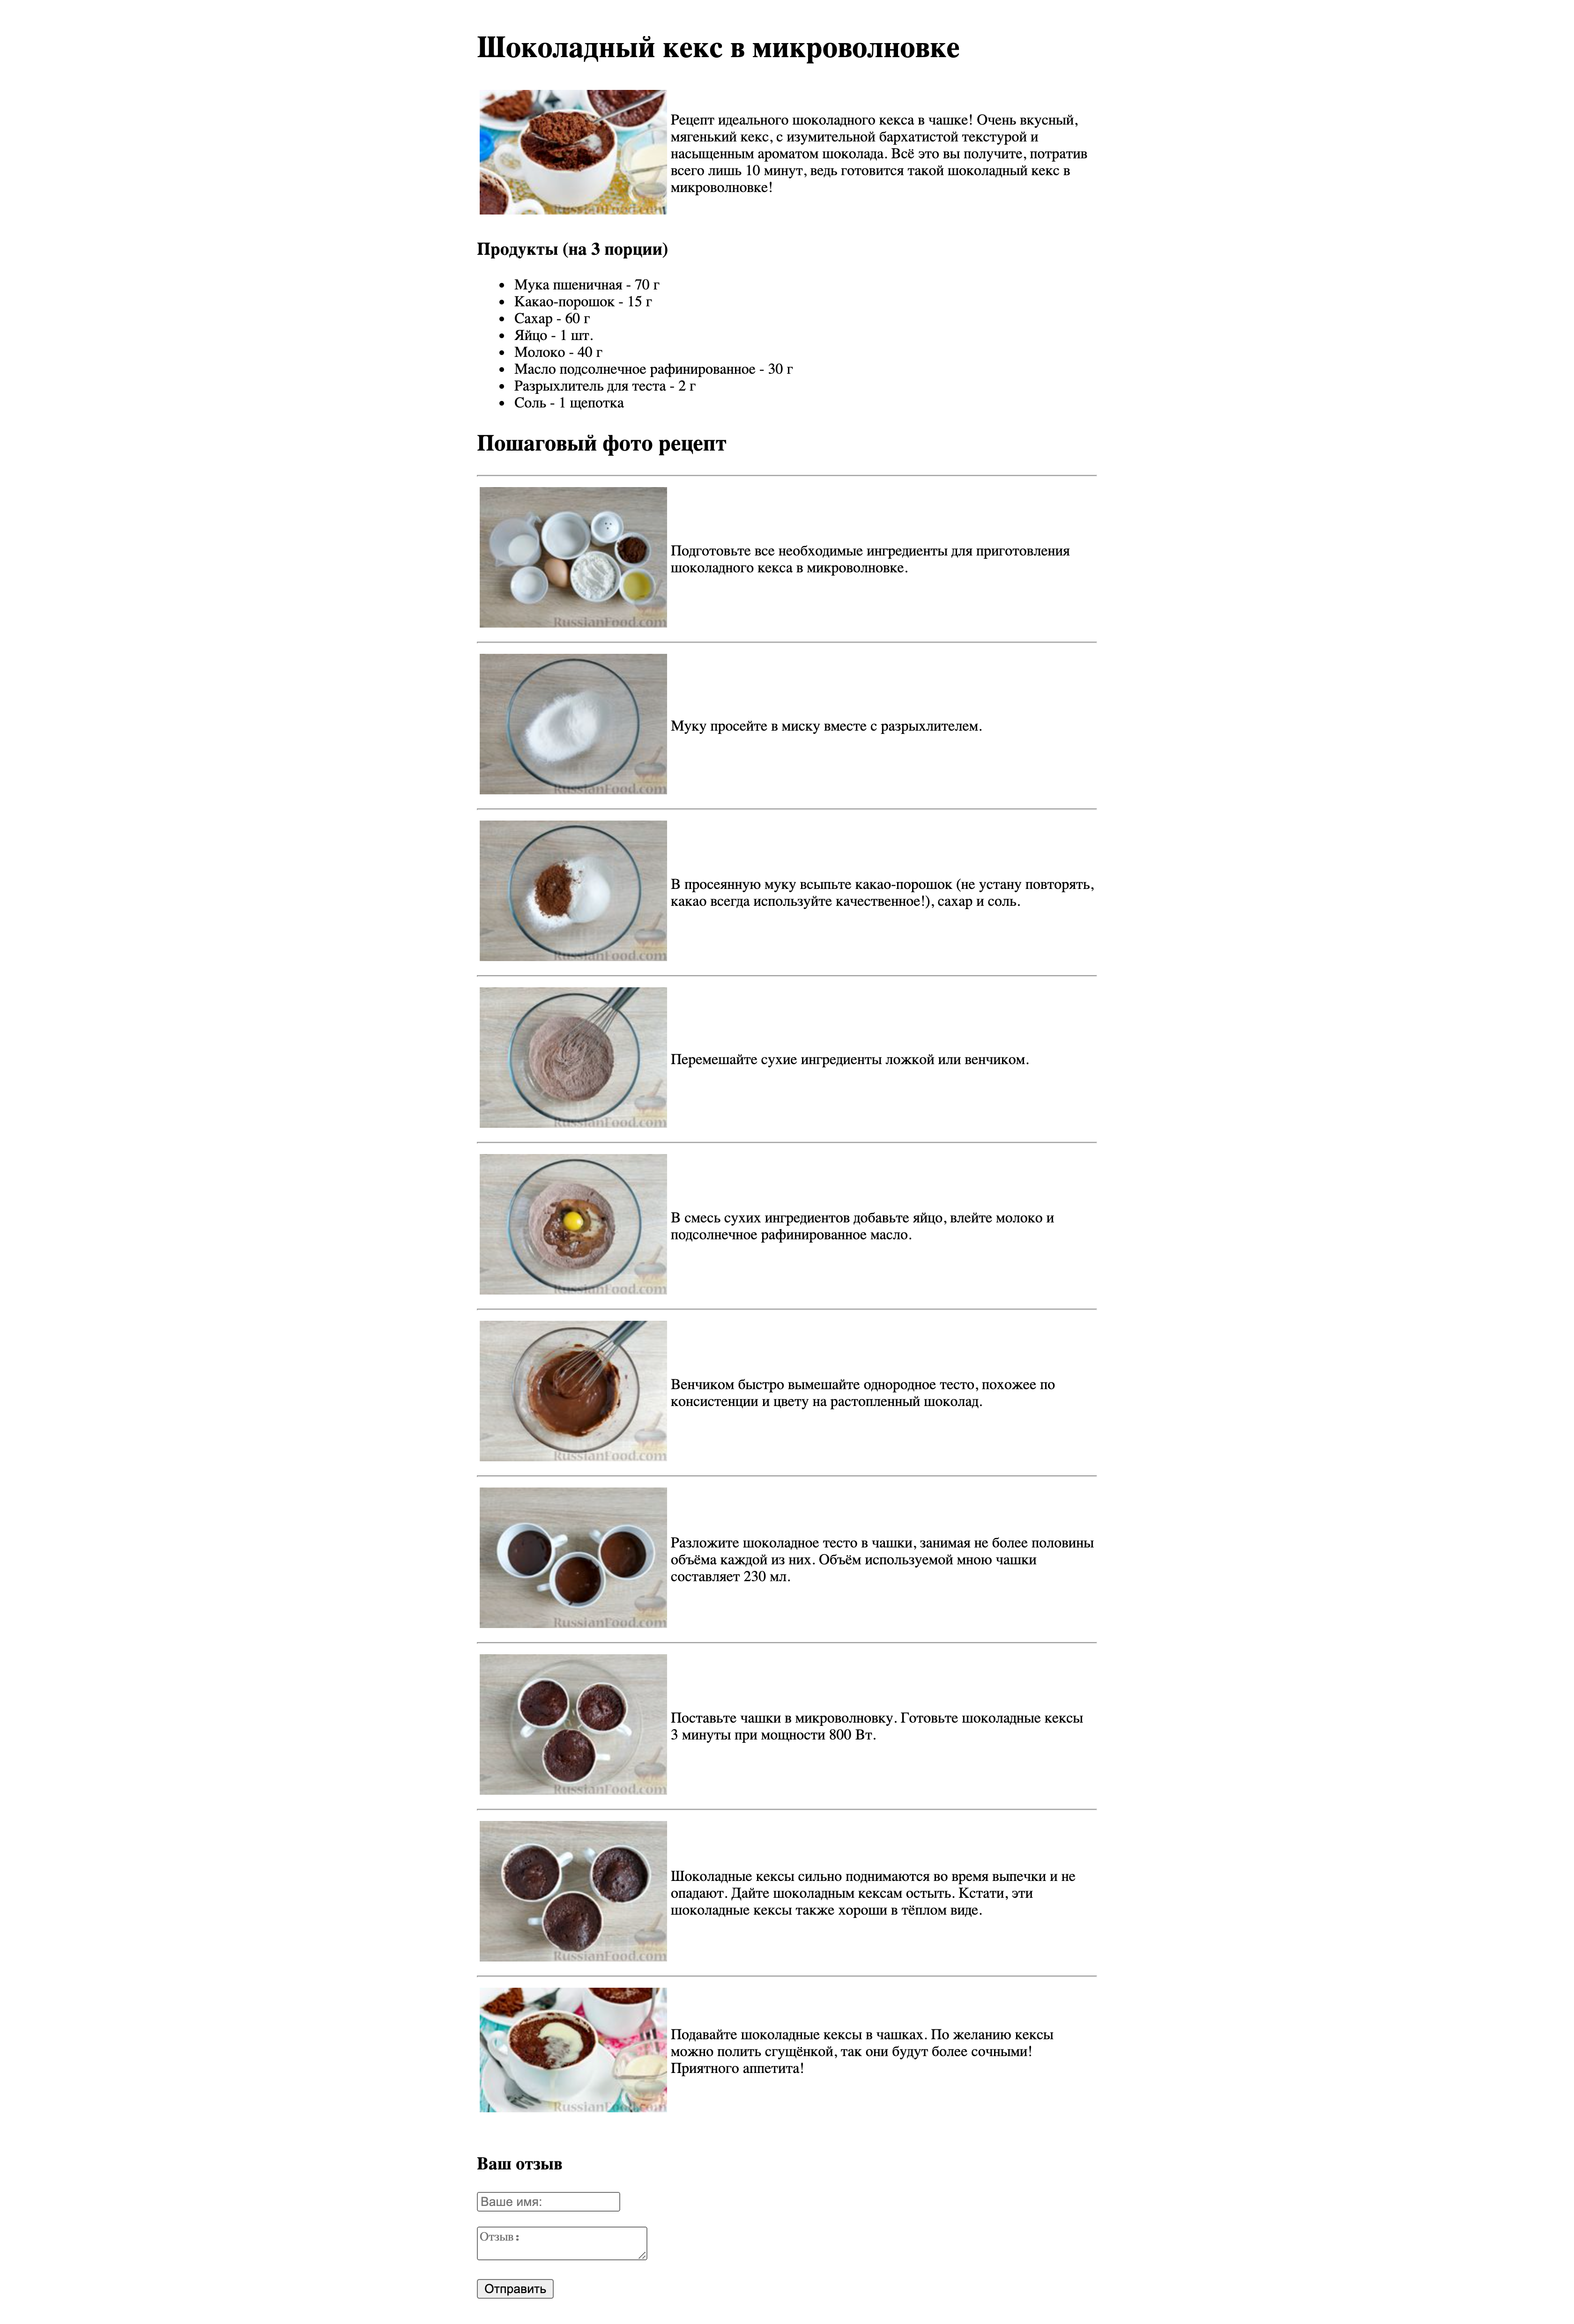 Шоколадный кекс в микроволновке
Рецепт идеального шоколадного кекса в чашке! Очень вкусный,
мягенький кекс, с изумительной бархатистой текстурой и
насыщенным ароматом шоколада. Всё это вы получите, потратив
всего лишь 10 минут, ведь готовится такой шоколадный кекс в
микроволновке!
RussianFood.com
Продукты (на 3 порции)
• Мука пшеничная - 70 г
• Какао-порошок - 15 г
• Сахар - 60 г
• Яйцо - 1 шт.
• Молоко - 40 г
• Масло подсолнечное рафинированное - 30 г
• Разрыхлитель для теста - 2 г
• Соль - 1 щепотка
Пошаговый фото рецепт
Подготовьте все необходимые ингредиенты для приготовления
шоколадного кекса в микроволновке.
RussianFood.com
Муку просейте в миску вместе с разрыхлителем.
RussianFood.com
В просеянную муку всыпьте какао-порошок (не устану повторять,
какао всегда используйте качественное!), сахар и соль.
RussianFood.com
Перемешайте сухие ингредиенты ложкой или венчиком.
RussianFood.com
В смесь сухих ингредиентов добавьте яйцо, влейте молоко и
подсолнечное рафинированное масло.
RussianFood.com
Венчиком быстро вымешайте однородное тесто, похожее по
консистенции и цвету на растопленный шоколад.
RussianFood.com
Разложите шоколадное тесто в чашки, занимая не более половины
объёма каждой из них. Объём используемой мною чашки
составляет 230 мл.
RussianFood.com
Поставьте чашки в микроволновку. Готовьте шоколадные кексы
3 минуты при мощности 800 Вт.
RussianFood.com
Шоколадные кексы сильно поднимаются во время выпечки и не
опадают. Дайте шоколадным кексам остыть. Кстати, эти
шоколадные кексы также хороши в тёплом виде.
RussianFood.com
Подавайте шоколадные кексы в чашках. По желанию кексы
можно полить сгущёнкой, так они будут более сочными!
Приятного аппетита!
RussianFood.com
Ваш отзыв
Ваше имя:
Отзыв:
Отправить